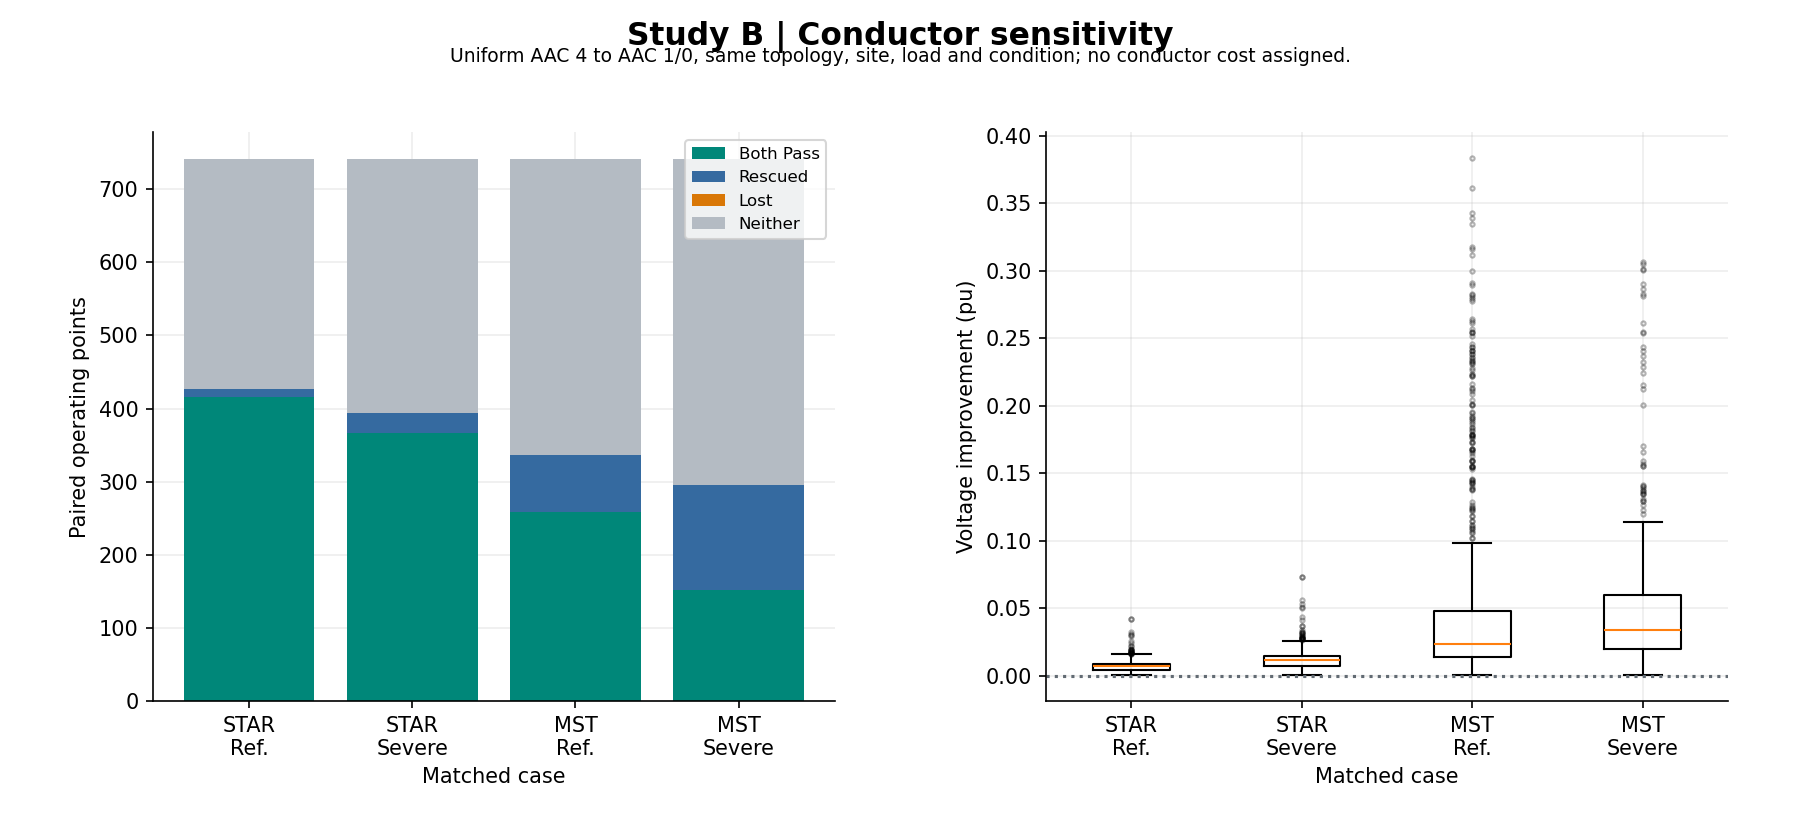 Study B | Conductor sensitivity
Uniform AAC 4 to AAC 1/0, same topology, site, load and condition; no conductor cost assigned.
Paired operating points
700
600
500
400
300
200
100
0
Both Pass
Rescued
Lost
Neither
STAR
Ref.
STAR
Severe
MST
Ref.
MST
Severe
Matched case
Voltage improvement (pu)
0.40
0.35
0.30
0.25
0.20
0.15
0.10
0.05
0.00
STAR
Ref.
STAR
Severe
MST
Ref.
MST
Severe
Matched case